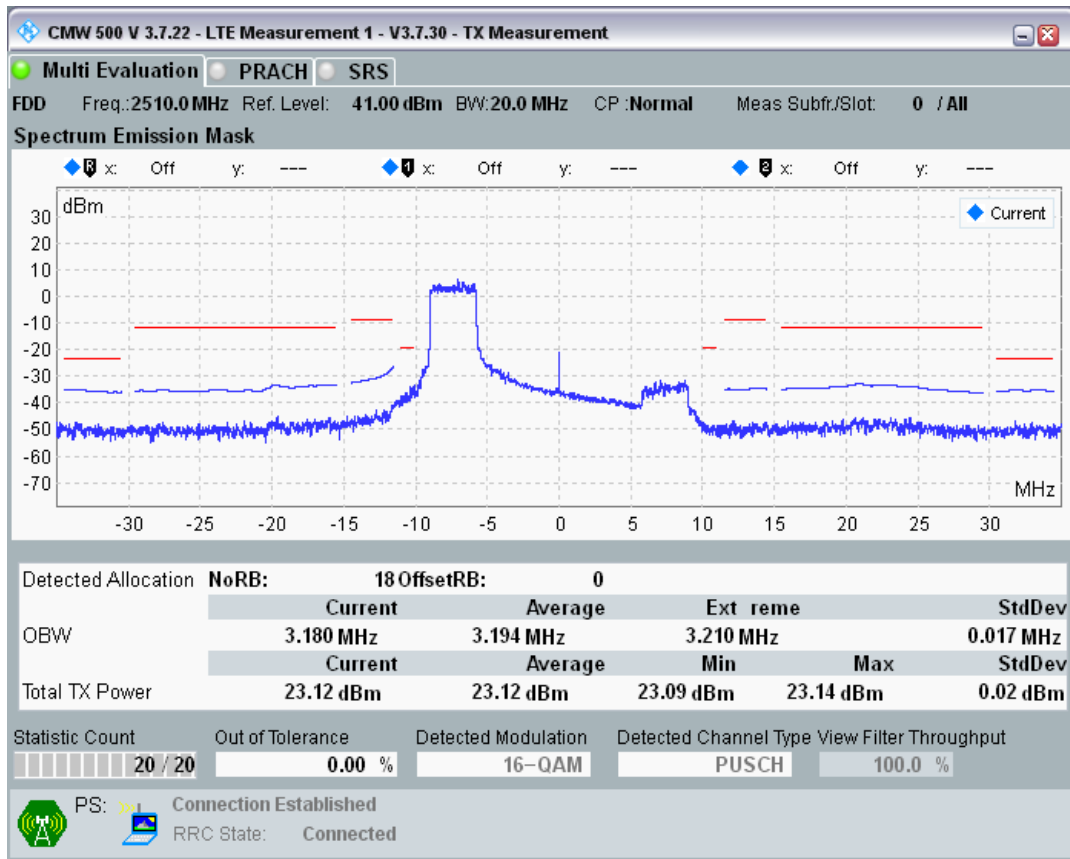 CMW 500 V 3.7.22 - LTE Measurement 1 - V3.7.30 - TX Measurement
Multi Evaluation PRACH SRS
FDD Freq.:2510.0 MHz Ref. Level: 41.00 dBm BW:20.0 MHz CP :Normal Meas Subfr./Slot: 0 / All
Spectrum Emission Mask
R x: Off y: --- 1 x: Off y: --- 2 x: Off y: ---
dBm
Current
30
20
10
0
-10
-20
-30
-40
-50
-60
-70
MHz
-30 -25 -20 -15 -10 -5 0 5 10 15 20 25 30
Detected Allocation NoRB: 18 OffsetRB: 0
Current Average Ext reme StdDev
OBW 3.180 MHz 3.194 MHz 3.210 MHz 0.017 MHz
Current Average Min Max StdDev
Total TX Power 23.12 dBm 23.12 dBm 23.09 dBm 23.14 dBm 0.02 dBm
Statistic Count Out of Tolerance Detected Modulation Detected Channel Type View Filter Throughput
20 / 20 0.00 % 16-QAM PUSCH 100.0 %
PS: Connection Established
RRC State: Connected